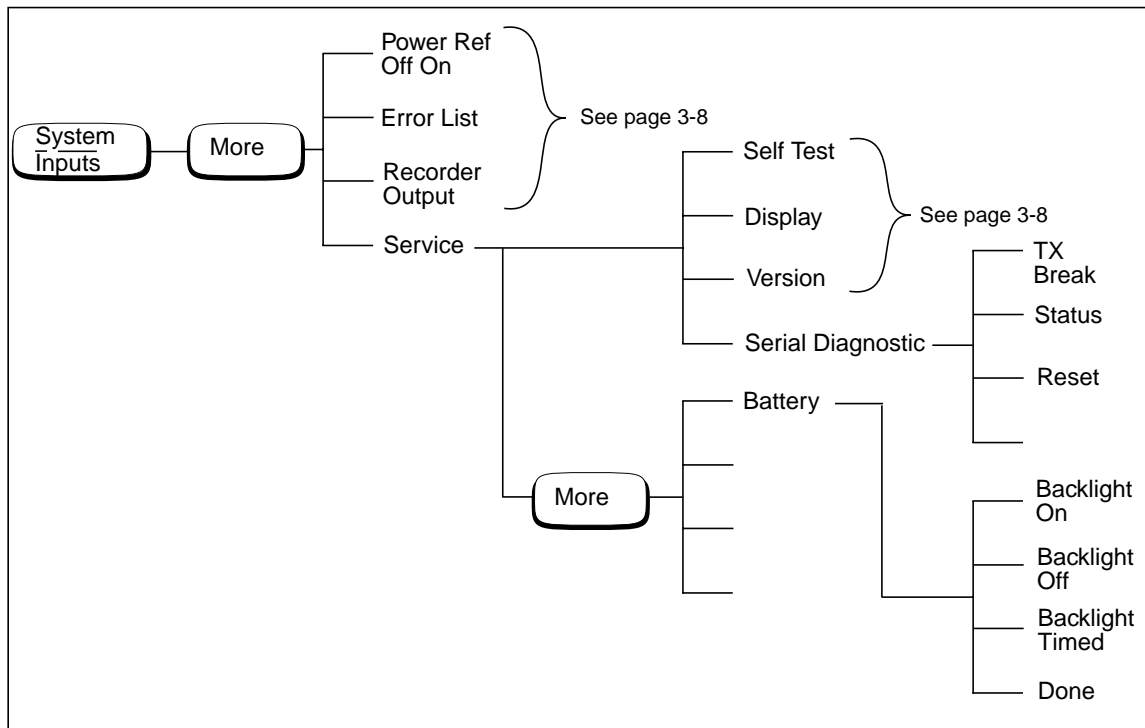 System
Inputs
More
Power Ref
Off On
Error List
Recorder
Output
See page 3-8
Service
Self Test
Display
Version
See page 3-8
Serial Diagnostic
TX
Break
Status
Reset
More
Battery
Backlight
On
Backlight
Off
Backlight
Timed
Done